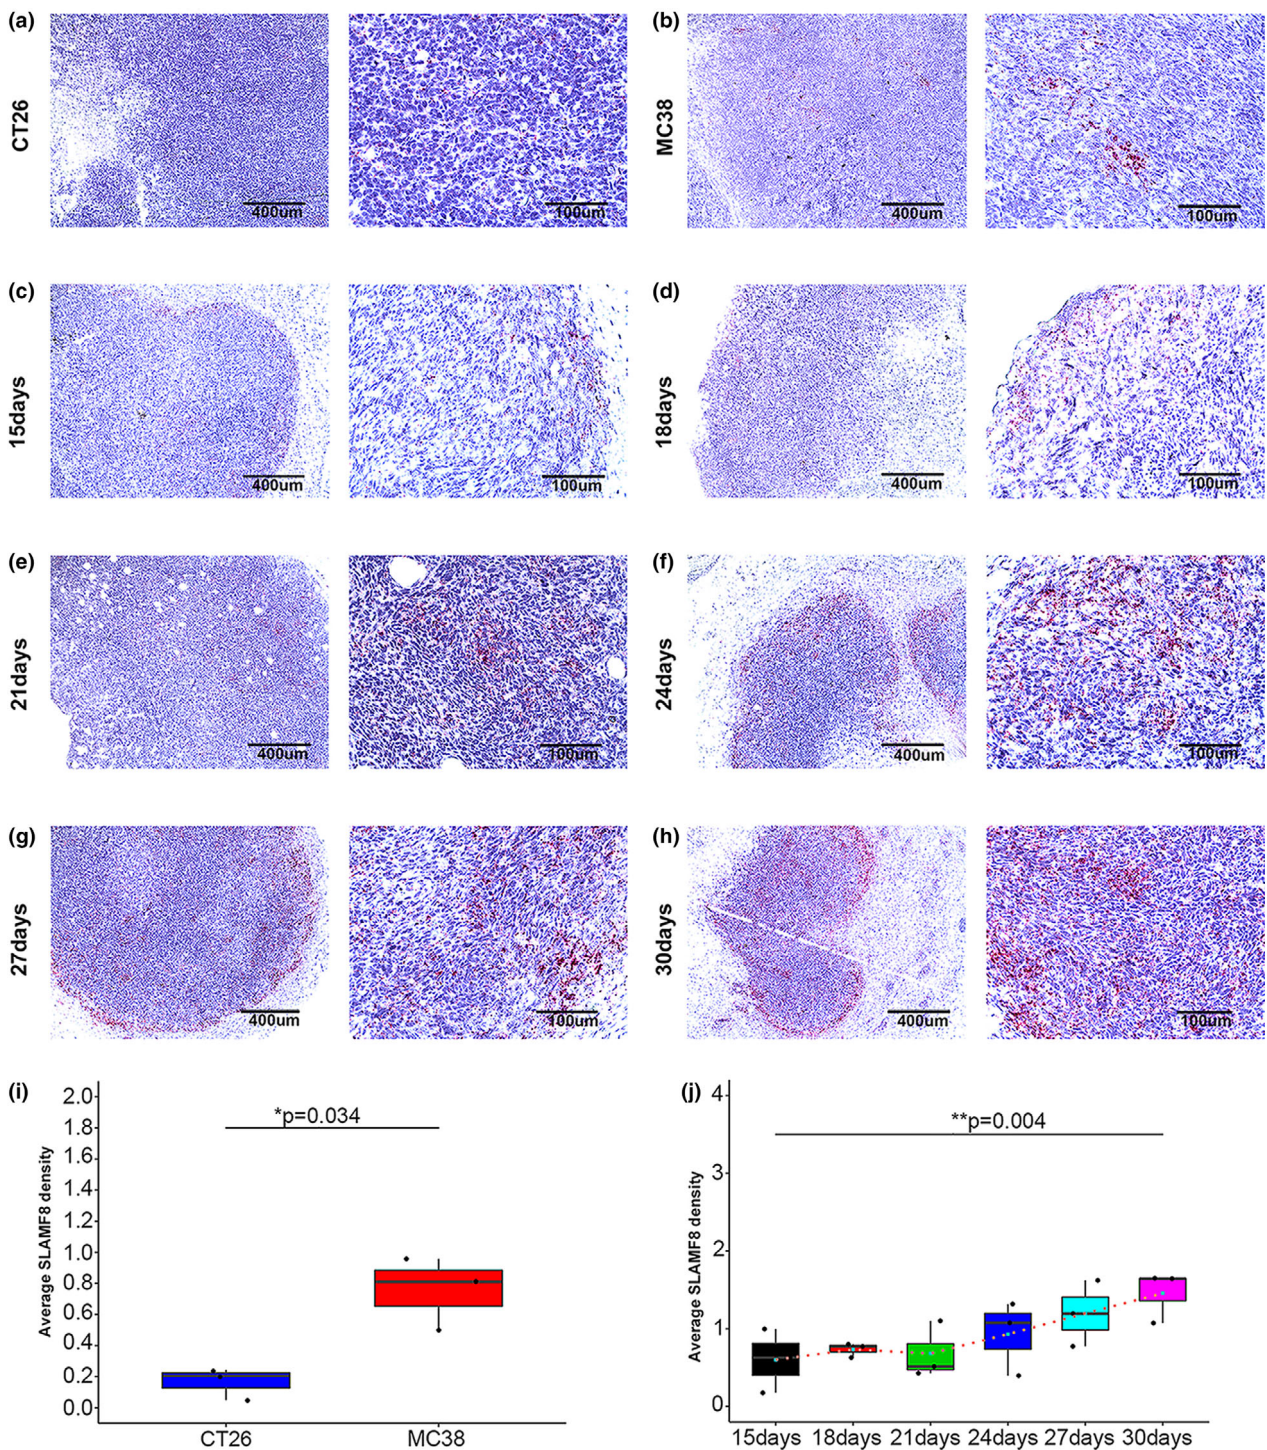 (a)
CT26
400um
100um
(b)
MC38
400um
100um
(c)
15days
400um
100um
(d)
18days
400um
100um
(e)
21days
400um
100um
(f)
24days
400um
100um
(g)
27days
400um
100um
(h)
30days
400um
100um
(i)
Average SLAMF8 density
2.0
1.8
1.6
1.4
1.2
1.0
0.8
0.6
0.4
0.2
0.0
*p=0.034
CT26
MC38
(j)
Average SLAMF8 density
4
3
2
1
0
**p=0.004
15days
18days
21days
24days
27days
30days